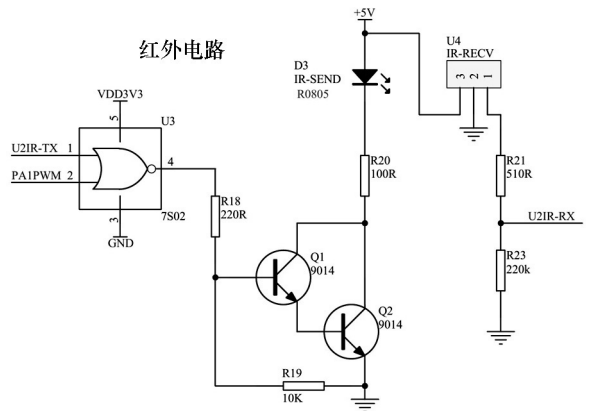 红外电路
+5V
U4
IR-RECV
3 2 1
D3
IR-SEND
R0805
VDD3V3
5
U3
U2IR-TX 1
PA1PWM 2
4
7S02
3
GND
R18
220R
R20
100R
R21
510R
U2IR-RX
R23
220k
Q1
9014
Q2
9014
R19
10K